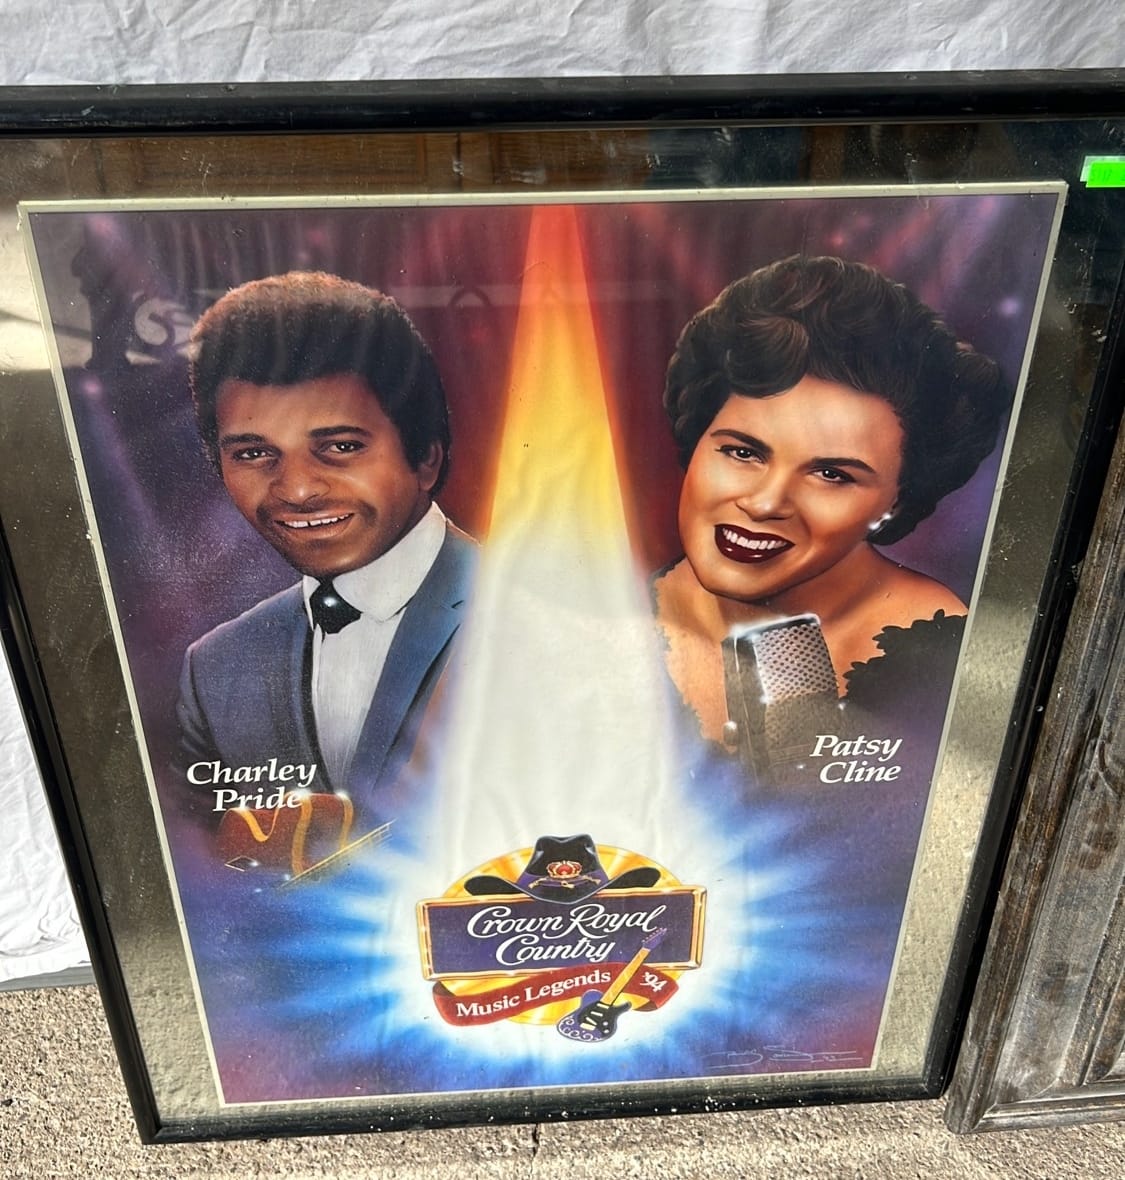 Charley
Pride
Patsy
Cline
Crown Royal
Country
Music Legends '94